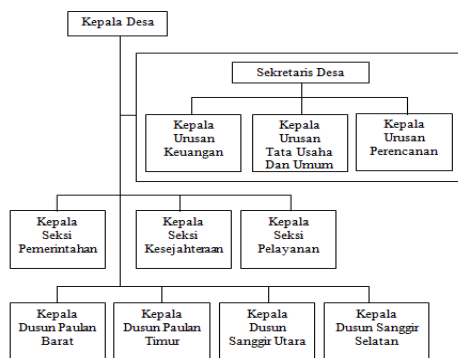 Kepala Desa
Sekretaris Desa
Kepala
Urusan
Keuangan
Kepala
Urusan
Tata Usaha
Dan Umum
Kepala
Urusan
Perencanan
Kepala
Seksi
Pemerintahan
Kepala
Seksi
Kesejahteraan
Kepala
Seksi
Pelayanan
Kepala
Dusun Paulan
Barat
Kepala
Dusun Paulan
Timur
Kepala
Dusun
Sanggir Utara
Kepala
Dusun Sanggir
Selatan